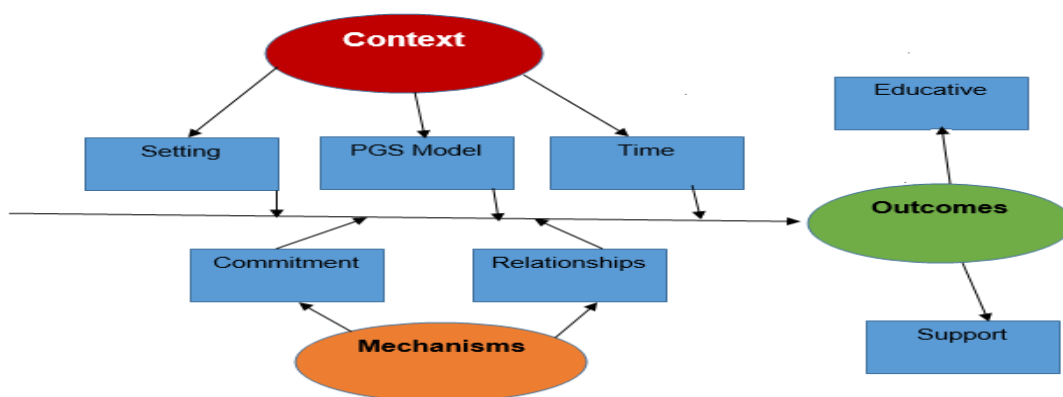 Context
Educative
Setting
PGS Model
Time
Outcomes
Commitment
Relationships
Mechanisms
Support